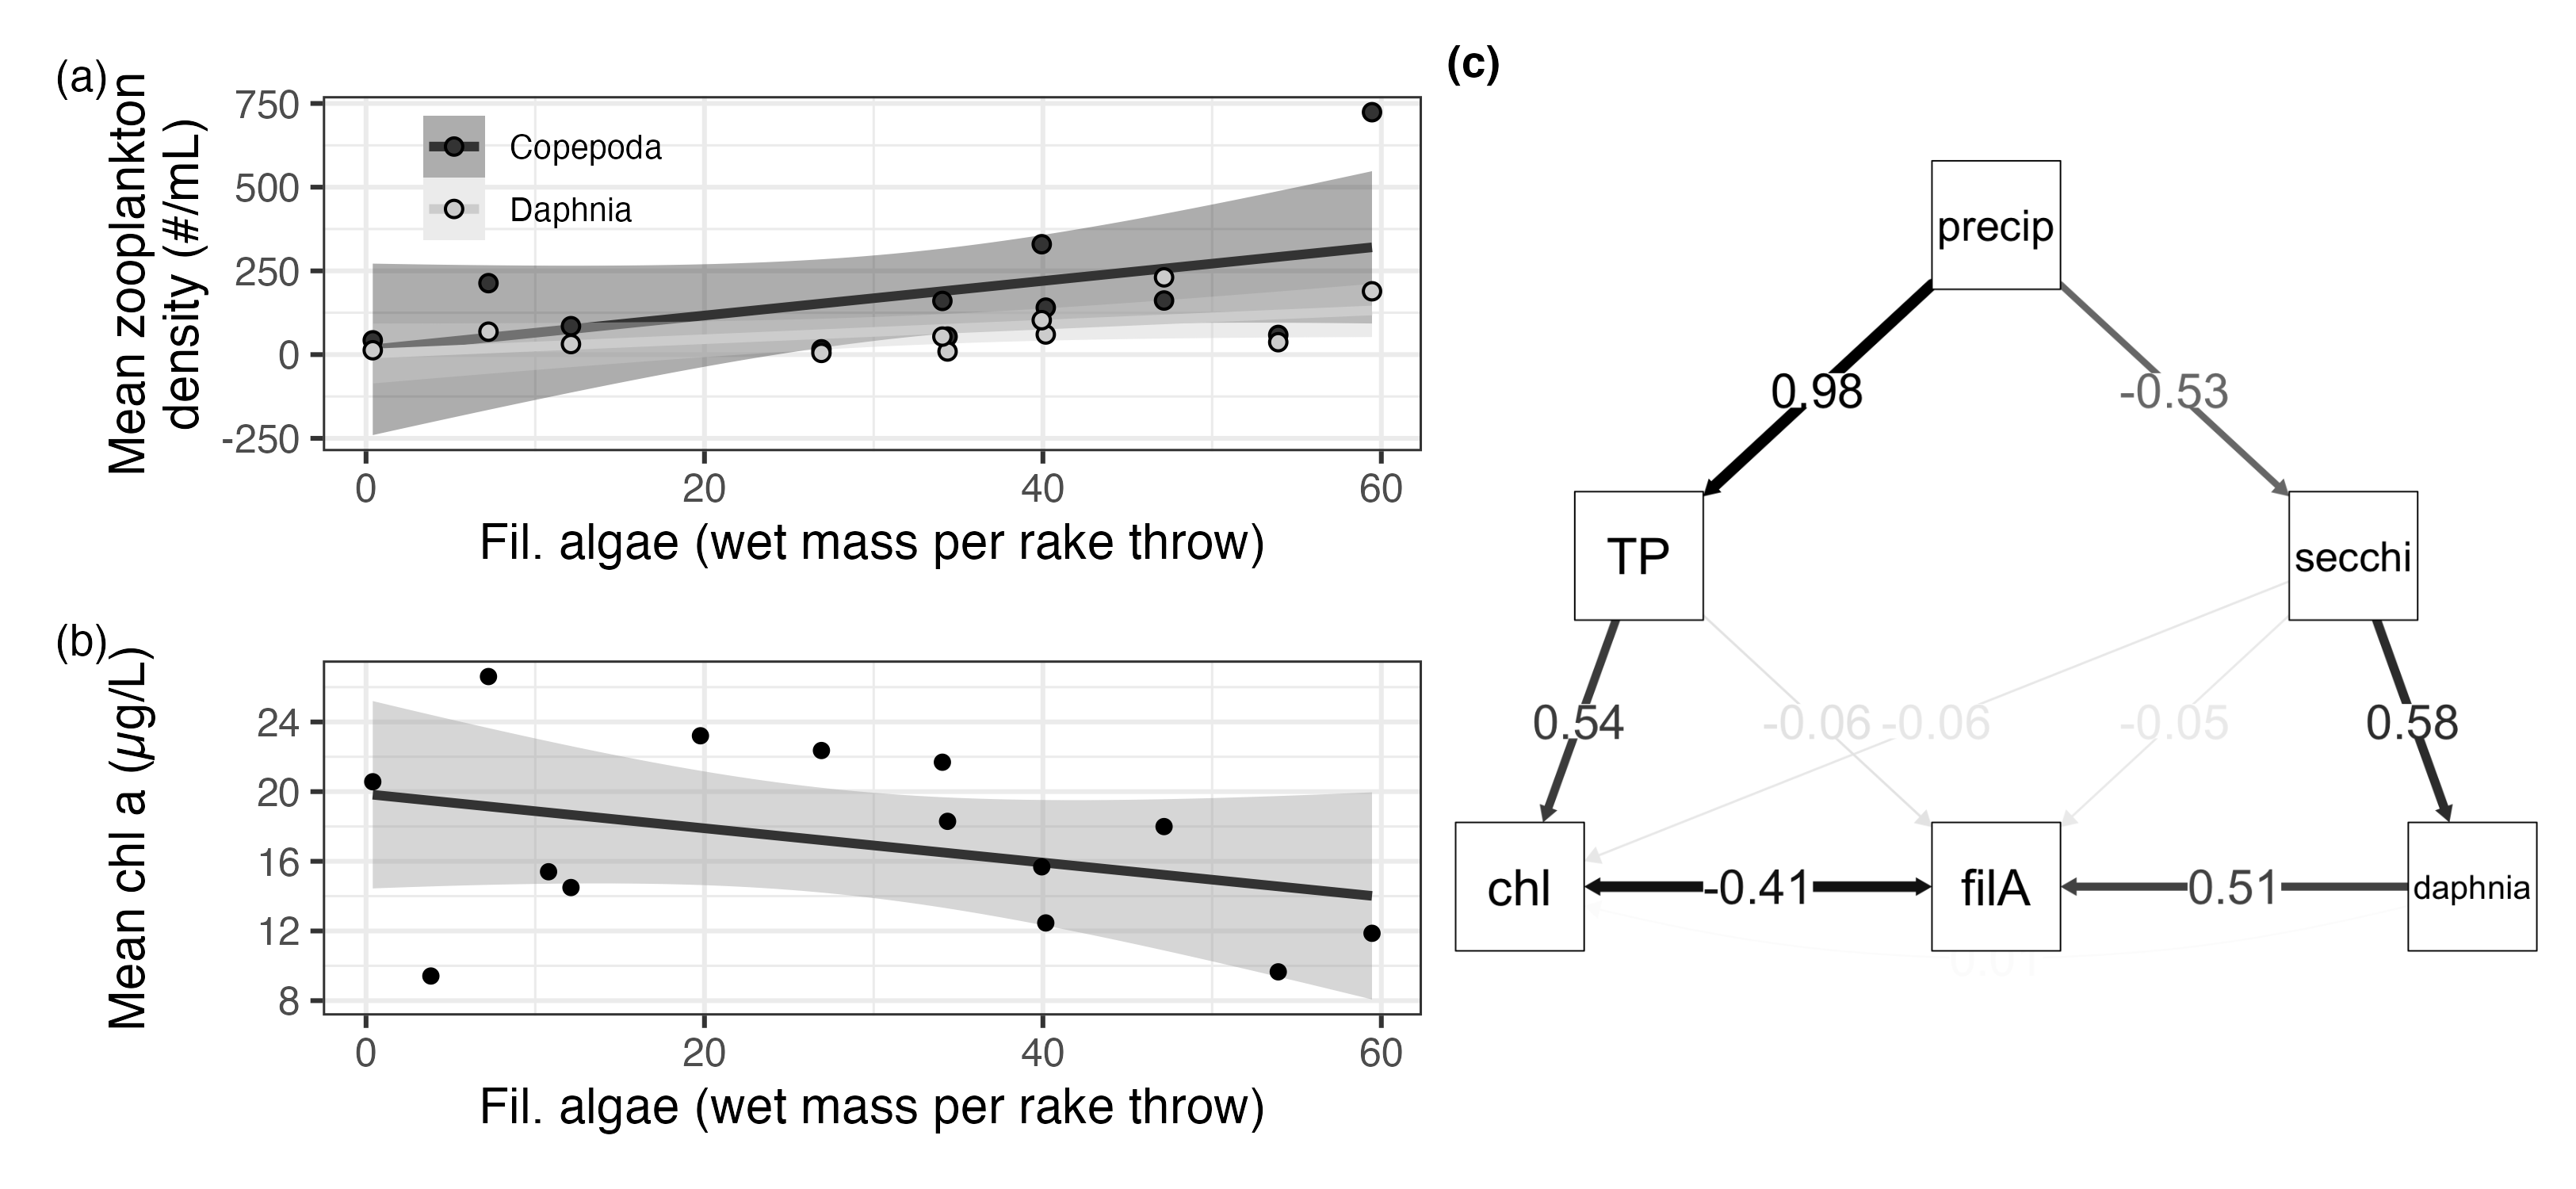 (a)
Mean zooplankton
density (#/mL)
750
500
250
0
-250
Copepoda
Daphnia
0 20 40 60
Fil. algae (wet mass per rake throw)
(b)
Mean chl a (µg/L)
24
20
16
12
8
0 20 40 60
Fil. algae (wet mass per rake throw)
(c)
precip
0.98 -0.53
TP secchi
0.54 -0.06 -0.06 -0.05 0.58
chl -0.41 filA 0.51 daphnia
0.01